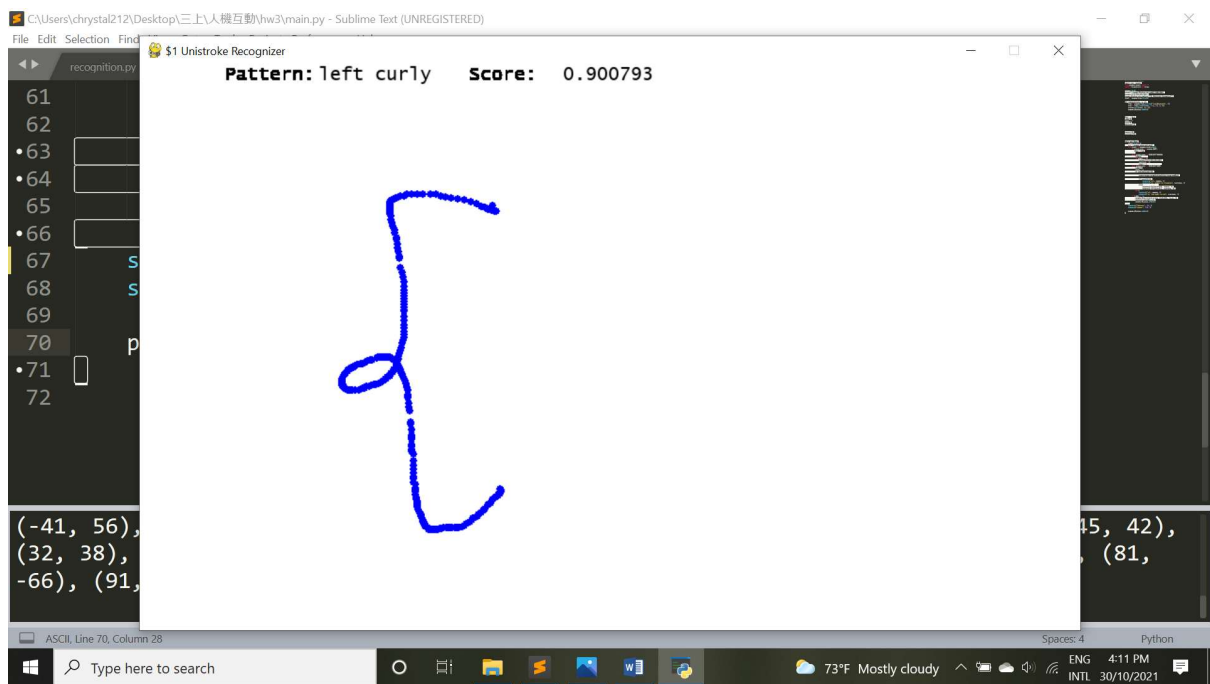 C:\Users\chrystal212\Desktop\三上\人機互動\hw3\main.py - Sublime Text (UNREGISTERED)
File Edit Selection Find
$1 Unistroke Recognizer
recognition.py
Pattern: left curly Score: 0.900793
61
62
63
64
65
66
67 s
68 s
69
70 p
71
72
(-41, 56), 45, 42),
(32, 38), , (81,
-66), (91,
ASCII, Line 70, Column 28 Spaces: 4 Python
Type here to search 73°F Mostly cloudy ENG 4:11 PM
INTL 30/10/2021